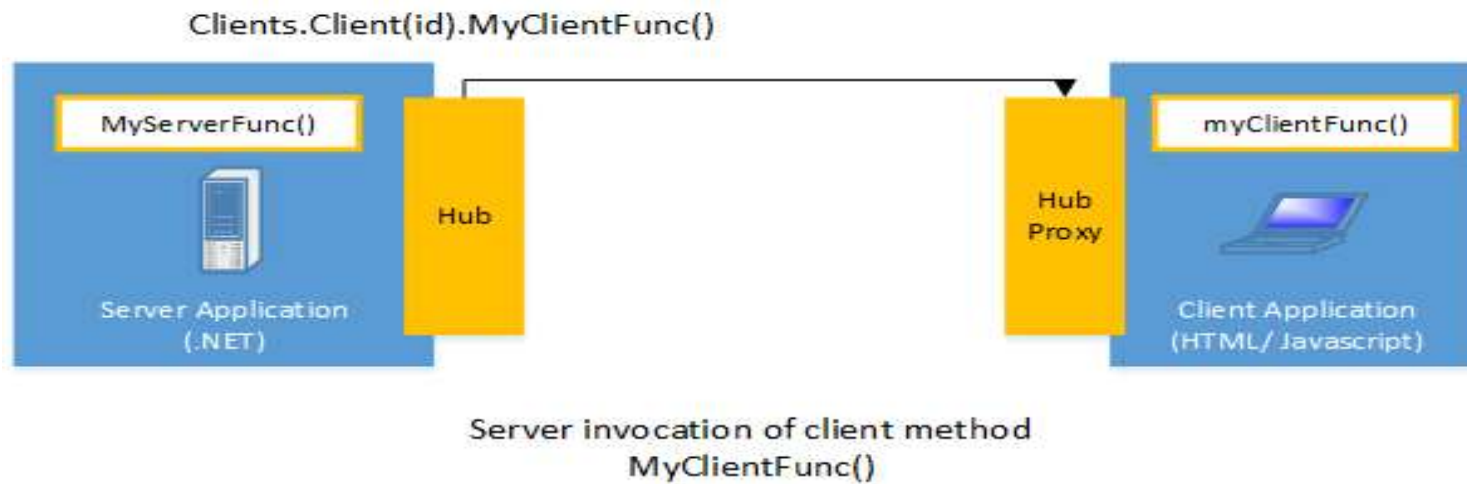 Clients.Client(id).MyClientFunc()
MyServerFunc()
Hub
Server Application
(.NET)
Hub
Proxy
myClientFunc()
Client Application
(HTML/ Javascript)
Server invocation of client method
MyClientFunc()